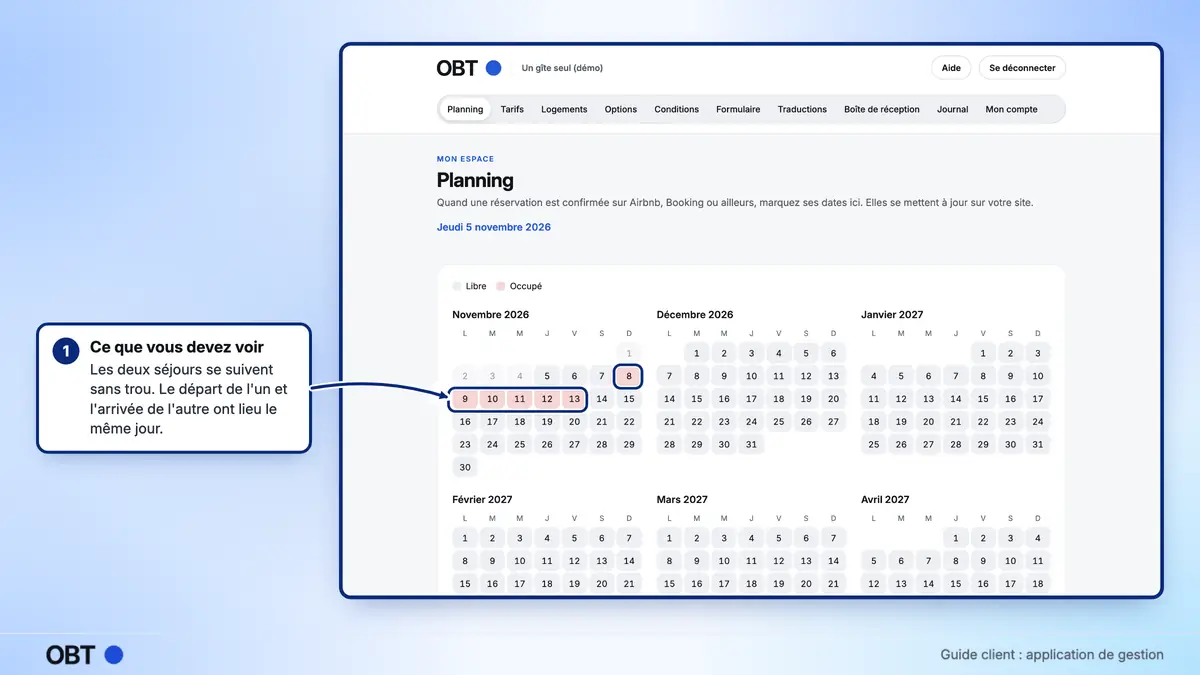 OBT
Un gîte seul (démo)
Aide
Se déconnecter
Planning Tarifs Logements Options Conditions Formulaire Traductions Boîte de réception Journal Mon compte
MON ESPACE
Planning
Quand une réservation est confirmée sur Airbnb, Booking ou ailleurs, marquez ses dates ici. Elles se mettent à jour sur votre site.
Jeudi 5 novembre 2026
Libre Occupé
Novembre 2026
L M M J V S D
1
2 3 4 5 6 7 8
9 10 11 12 13 14 15
16 17 18 19 20 21 22
23 24 25 26 27 28 29
30
Décembre 2026
L M M J V S D
1 2 3 4 5 6
7 8 9 10 11 12 13
14 15 16 17 18 19 20
21 22 23 24 25 26 27
28 29 30 31
Janvier 2027
L M M J V S D
1 2 3
4 5 6 7 8 9 10
11 12 13 14 15 16 17
18 19 20 21 22 23 24
25 26 27 28 29 30 31
Février 2027
L M M J V S D
1 2 3 4 5 6 7
8 9 10 11 12 13 14
15 16 17 18 19 20 21
Mars 2027
L M M J V S D
1 2 3 4 5 6 7
8 9 10 11 12 13 14
15 16 17 18 19 20 21
Avril 2027
L M M J V S D
1 2 3 4
5 6 7 8 9 10 11
12 13 14 15 16 17 18
1 Ce que vous devez voir
Les deux séjours se suivent
sans trou. Le départ de l'un et
l'arrivée de l'autre ont lieu le
même jour.
OBT
Guide client : application de gestion